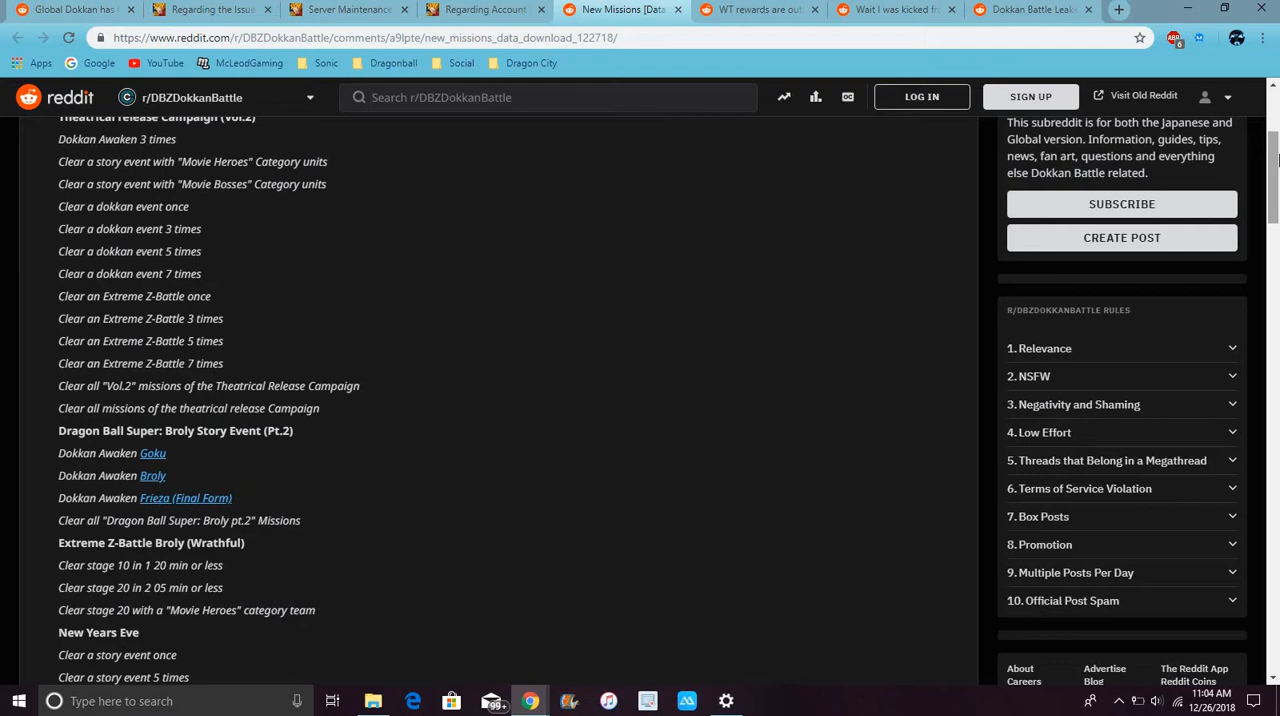 Global Dokkan has
Regarding the Issue
Server Maintenance
Regarding Account
New Missions [Data
WT rewards are out
Wait I was kicked fr
Dokkan Battle Leak
https://www.reddit.com/r/DBZDokkanBattle/comments/a9lpte/new_missions_data_download_122718/
6
Apps
Google
YouTube
McLeodGaming
Sonic
Dragonball
Social
Dragon City
reddit
r/DBZDokkanBattle
Search r/DBZDokkanBattle
LOG IN
SIGN UP
Visit Old Reddit
Theatrical release Campaign (Vol.2)
Dokkan Awaken 3 times
Clear a story event with "Movie Heroes" Category units
Clear a story event with "Movie Bosses" Category units
Clear a dokkan event once
Clear a dokkan event 3 times
Clear a dokkan event 5 times
Clear a dokkan event 7 times
Clear an Extreme Z-Battle once
Clear an Extreme Z-Battle 3 times
Clear an Extreme Z-Battle 5 times
Clear an Extreme Z-Battle 7 times
Clear all "Vol.2" missions of the Theatrical Release Campaign
Clear all missions of the theatrical release Campaign
Dragon Ball Super: Broly Story Event (Pt.2)
Dokkan Awaken Goku
Dokkan Awaken Broly
Dokkan Awaken Frieza (Final Form)
Clear all "Dragon Ball Super: Broly pt.2" Missions
Extreme Z-Battle Broly (Wrathful)
Clear stage 10 in 1 20 min or less
Clear stage 20 in 2 05 min or less
Clear stage 20 with a "Movie Heroes" category team
New Years Eve
Clear a story event once
Clear a story event 5 times
This subreddit is for both the Japanese and
Global version. Information, guides, tips,
news, fan art, questions and everything
else Dokkan Battle related.
SUBSCRIBE
CREATE POST
R/DBZDOKKANBATTLE RULES
1. Relevance
2. NSFW
3. Negativity and Shaming
4. Low Effort
5. Threads that Belong in a Megathread
6. Terms of Service Violation
7. Box Posts
8. Promotion
9. Multiple Posts Per Day
10. Official Post Spam
About
Advertise
The Reddit App
Careers
Blog
Reddit Coins
Type here to search
99+
11:04 AM
12/26/2018